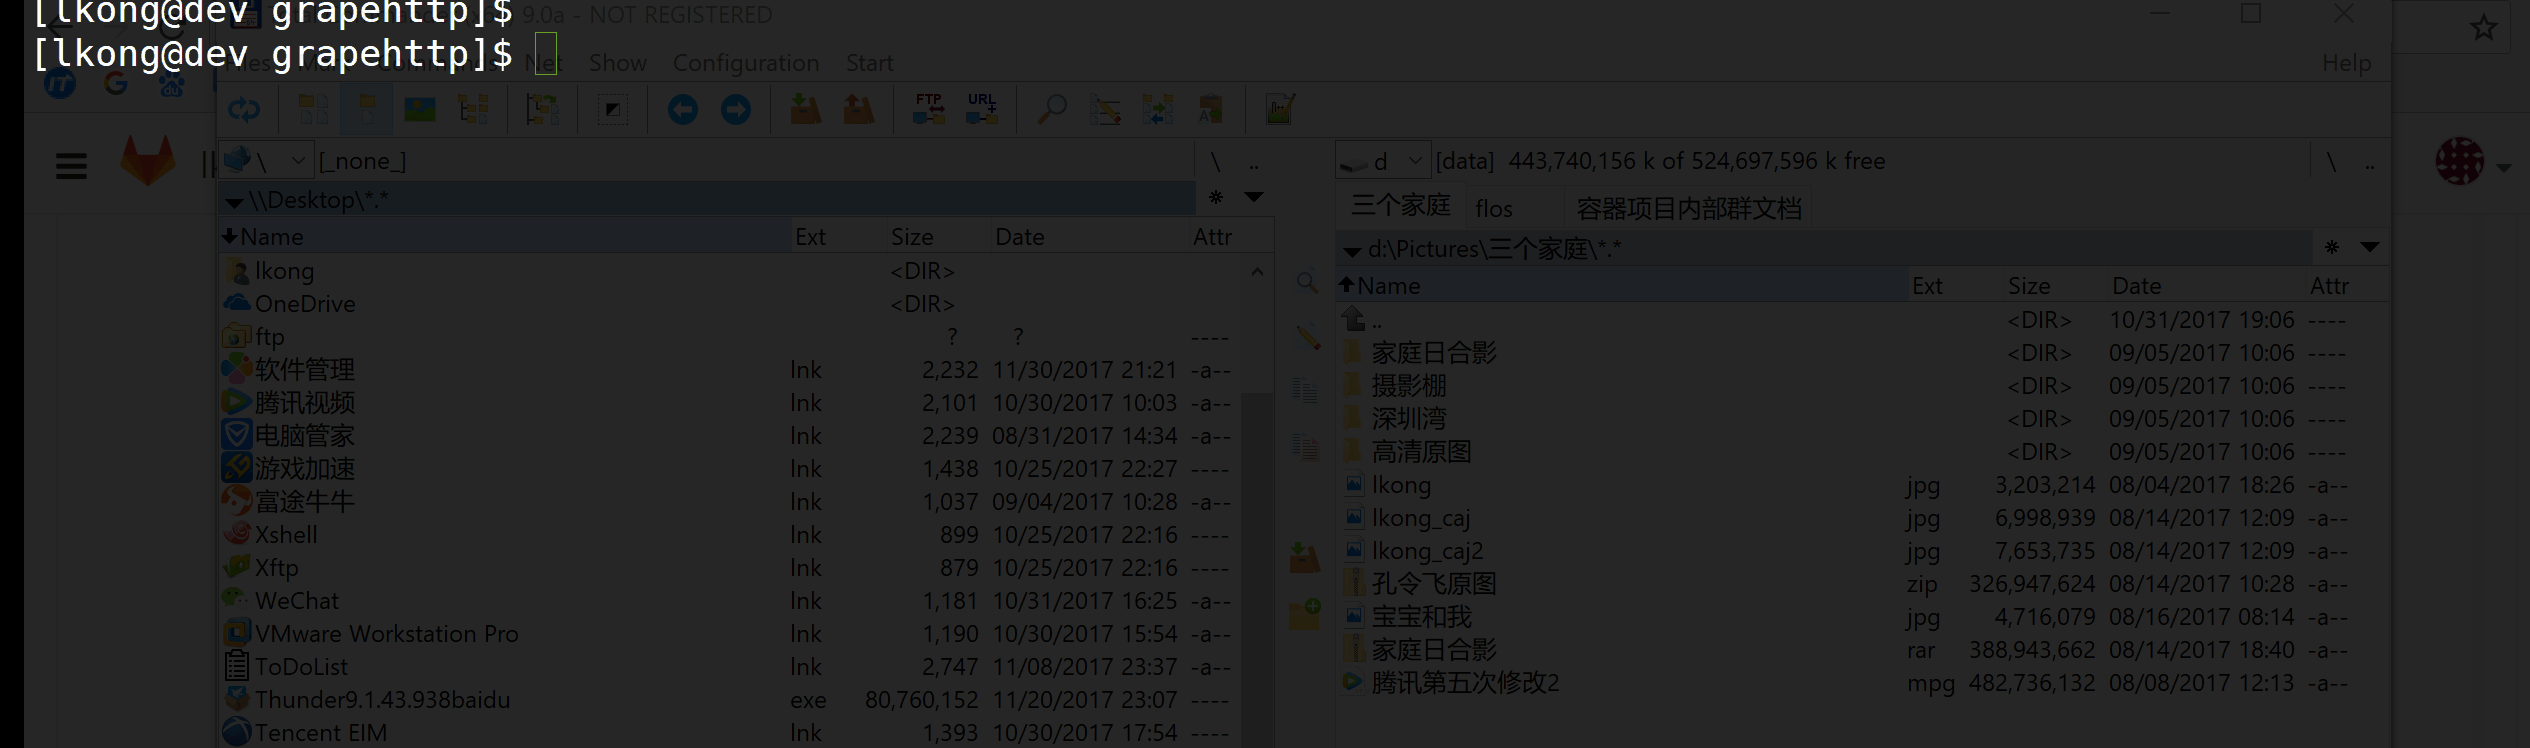 [lkong@dev grapehttp]$
9.0a - NOT REGISTERED
[lkong@dev grapehttp]$
Files Net Show Configuration Start Help
FTP URL
\ [_none_] \ ..
d [data] 443,740,156 k of 524,697,596 k free \ ..
\\Desktop\*.* * 
三个家庭 flos 容器项目内部群文档
Name Ext Size Date Attr
d:\Pictures\三个家庭\*.* *
Name Ext Size Date Attr
lkong <DIR>
OneDrive <DIR>
ftp ? ? ----
软件管理 lnk 2,232 11/30/2017 21:21 -a--
腾讯视频 lnk 2,101 10/30/2017 10:03 -a--
电脑管家 lnk 2,239 08/31/2017 14:34 -a--
游戏加速 lnk 1,438 10/25/2017 22:27 ----
富途牛牛 lnk 1,037 09/04/2017 10:28 -a--
Xshell lnk 899 10/25/2017 22:16 ----
Xftp lnk 879 10/25/2017 22:16 ----
WeChat lnk 1,181 10/31/2017 16:25 -a--
VMware Workstation Pro lnk 1,190 10/30/2017 15:54 -a--
ToDoList lnk 2,747 11/08/2017 23:37 -a--
Thunder9.1.43.938baidu exe 80,760,152 11/20/2017 23:07 ----
Tencent EIM lnk 1,393 10/30/2017 17:54 ----
.. <DIR> 10/31/2017 19:06 ----
家庭日合影 <DIR> 09/05/2017 10:06 ----
摄影棚 <DIR> 09/05/2017 10:06 ----
深圳湾 <DIR> 09/05/2017 10:06 ----
高清原图 <DIR> 09/05/2017 10:06 ----
lkong jpg 3,203,214 08/04/2017 18:26 -a--
lkong_caj jpg 6,998,939 08/14/2017 12:09 -a--
lkong_caj2 jpg 7,653,735 08/14/2017 12:09 -a--
孔令飞原图 zip 326,947,624 08/14/2017 10:28 -a--
宝宝和我 jpg 4,716,079 08/16/2017 08:14 -a--
家庭日合影 rar 388,943,662 08/14/2017 18:40 -a--
腾讯第五次修改2 mpg 482,736,132 08/08/2017 12:13 -a--